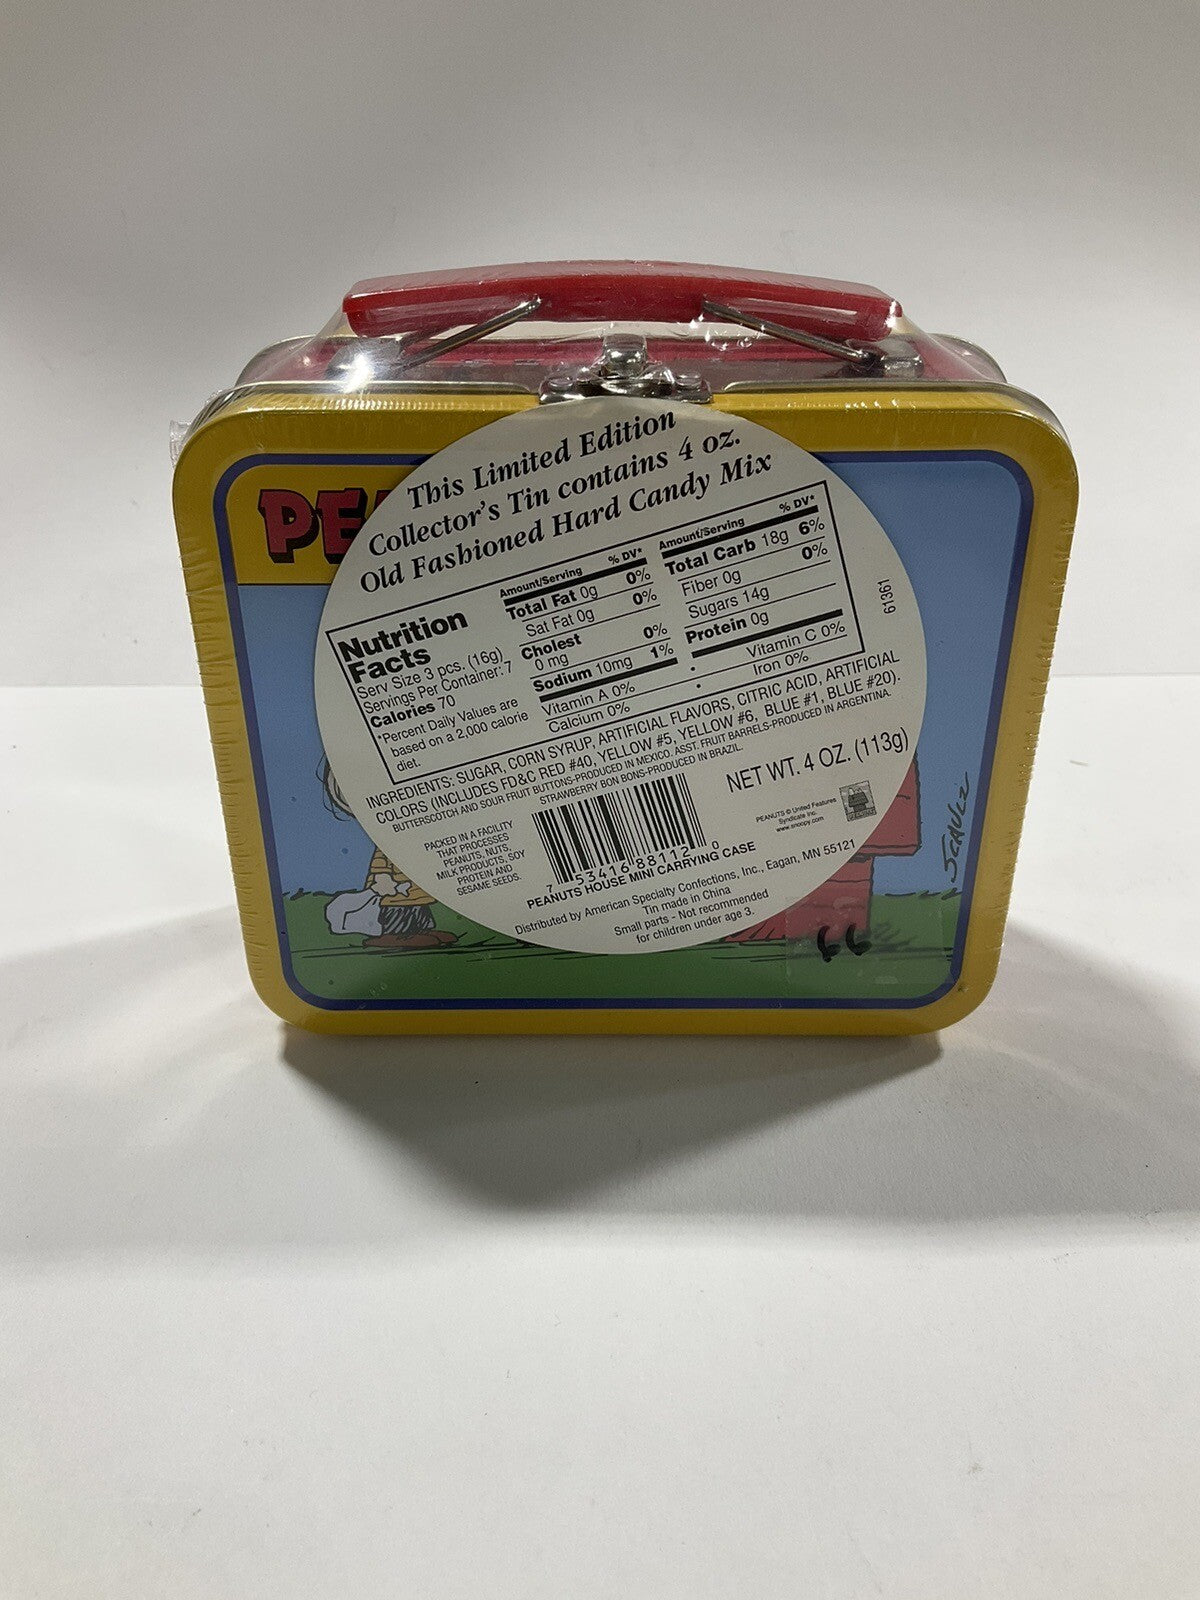 This Limited Edition
Collector's Tin contains 4 oz.
Old Fashioned Hard Candy Mix
PE
Nutrition
Facts
Serv Size 3 pcs. (16g)
Servings Per Container: 7
Calories 70
*Percent Daily Values are
based on a 2,000 calorie
diet.
Amount/Serving % DV*
Total Fat 0g 0%
Sat Fat 0g 0%
Cholest
0 mg 0%
Sodium 10mg 1%
Amount/Serving % DV*
Total Carb 18g 6%
Fiber 0g 0%
Sugars 14g
Protein 0g
Vitamin A 0% • Vitamin C 0%
Calcium 0% • Iron 0%
61361
INGREDIENTS: SUGAR, CORN SYRUP, ARTIFICIAL FLAVORS, CITRIC ACID, ARTIFICIAL
COLORS (INCLUDES FD&C RED #40, YELLOW #5, YELLOW #6, BLUE #1, BLUE #20).
BUTTERSCOTCH AND SOUR FRUIT BUTTONS-PRODUCED IN MEXICO. ASST. FRUIT BARRELS-PRODUCED IN ARGENTINA.
STRAWBERRY BON BONS-PRODUCED IN BRAZIL.
NET WT. 4 OZ. (113g)
PACKED IN A FACILITY
THAT PROCESSES
PEANUTS, NUTS,
MILK PRODUCTS, SOY
PROTEIN AND
SESAME SEEDS.
7 53416 88112 0
PEANUTS HOUSE MINI CARRYING CASE
PEANUTS © United Features
Syndicate Inc.
www.snoopy.com
Distributed by American Specialty Confections, Inc., Eagan, MN 55121
Tin made in China
Small parts - Not recommended
for children under age 3.
SCHULZ